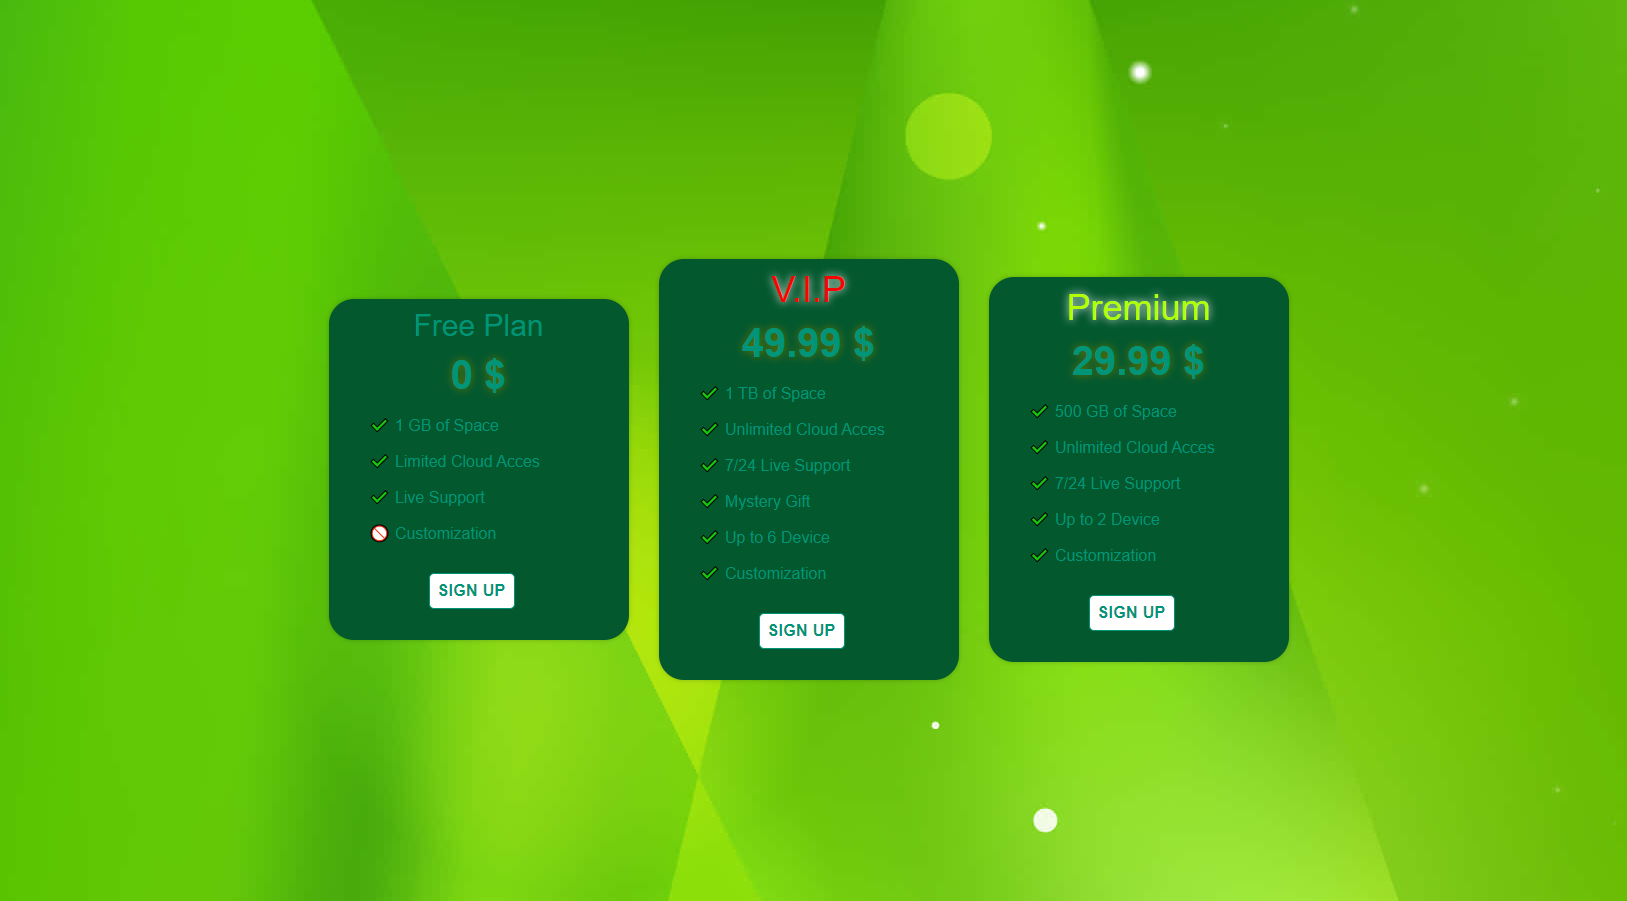 Free Plan
0 $
1 GB of Space
Limited Cloud Acces
Live Support
Customization
SIGN UP
V.I.P
49.99 $
1 TB of Space
Unlimited Cloud Acces
7/24 Live Support
Mystery Gift
Up to 6 Device
Customization
SIGN UP
Premium
29.99 $
500 GB of Space
Unlimited Cloud Acces
7/24 Live Support
Up to 2 Device
Customization
SIGN UP